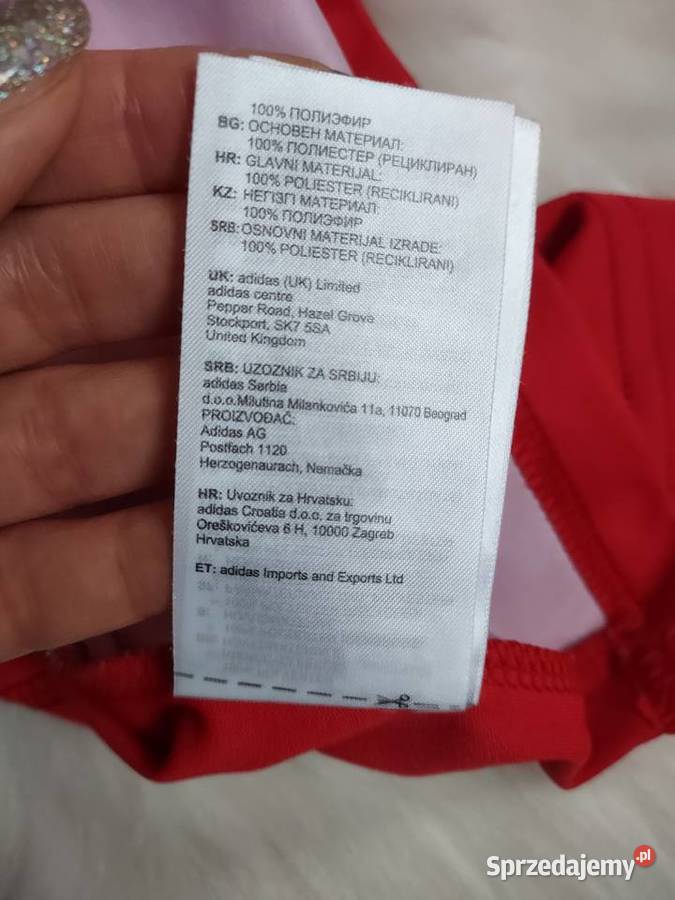 100% ПОЛИЭФИР
BG: ОСНОВЕН МАТЕРИАЛ:
100% ПОЛИЕСТЕР (РЕЦИКЛИРАН)
HR: GLAVNI MATERIJAL:
100% POLIESTER (RECIKLIRANI)
KZ: НЕГІЗГІ МАТЕРИАЛ:
100% ПОЛИЭФИР
SRB: OSNOVNI MATERIJAL IZRADE:
100% POLIESTER (RECIKLIRANI)
UK: adidas (UK) Limited
adidas centre
Pepper Road, Hazel Grove
Stockport, SK7 5SA
United Kingdom
SRB: UZOZNIK ZA SRBIJU:
adidas Serbia
d.o.o.Milutina Milankovića 11a, 11070 Beograd
PROIZVOĐAČ:
Adidas AG
Postfach 1120
Herzogenaurach, Nemačka
HR: Uvoznik za Hrvatsku:
adidas Croatia d.o.o. za trgovinu
Oreškovićeva 6 H, 10000 Zagreb
Hrvatska
ET: adidas Imports and Exports Ltd
Sprzedajemy.pl